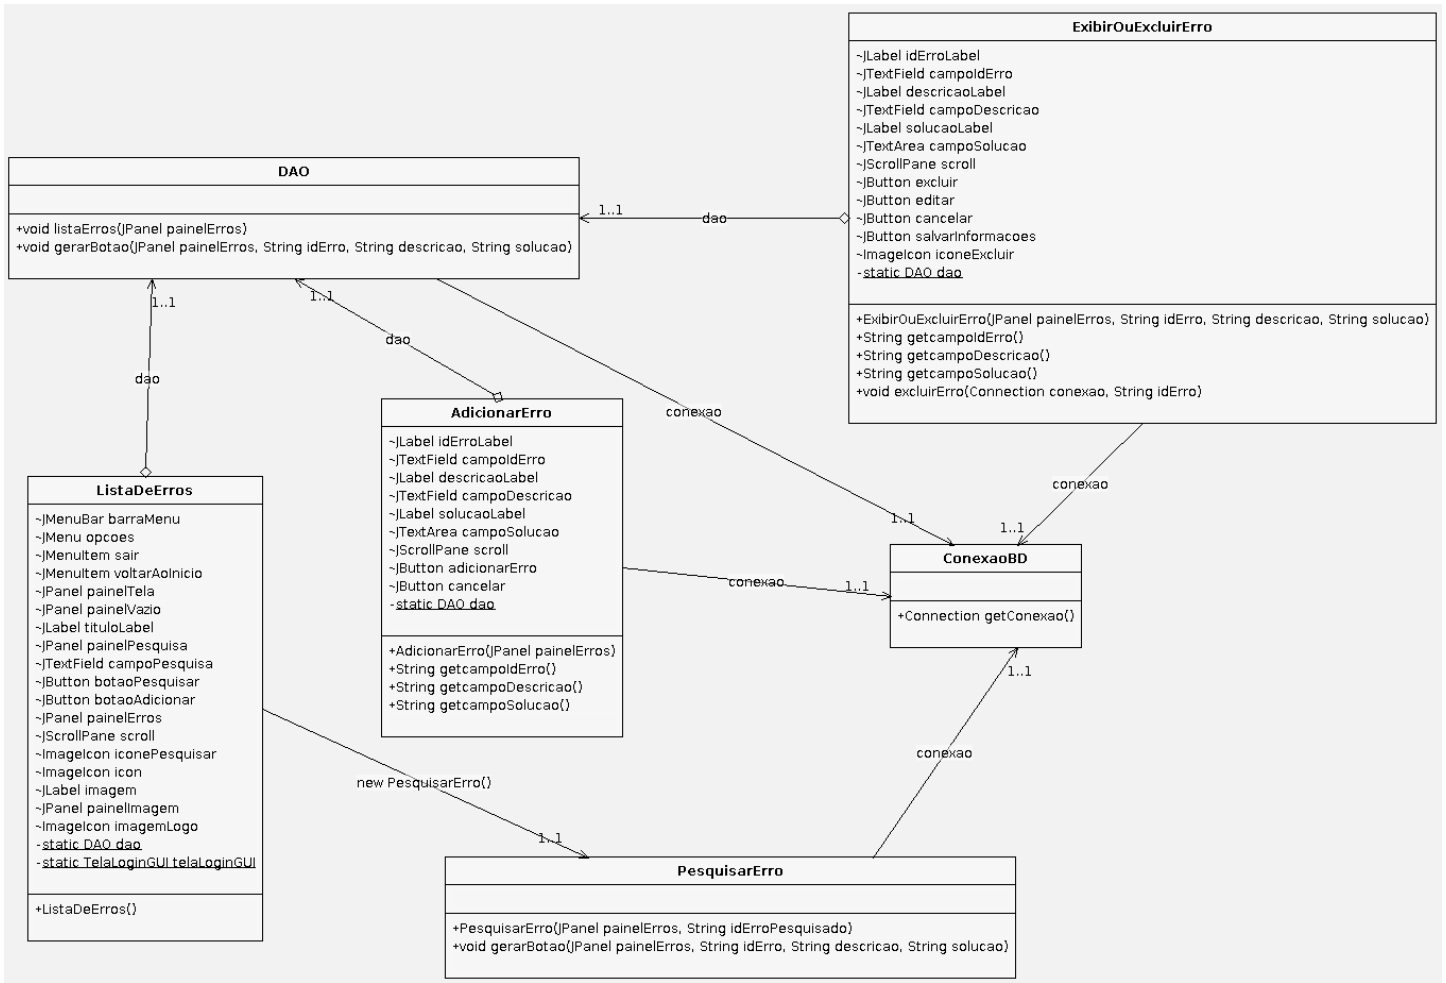 ExibirOuExcluirErro
~JLabel idErroLabel
~JTextField campoIdErro
~JLabel descricaoLabel
~JTextField campoDescricao
~JLabel solucaoLabel
~JTextArea campoSolucao
~JScrollPane scroll
~JButton excluir
~JButton editar
~JButton cancelar
~JButton salvarInformacoes
~ImageIcon iconeExcluir
-static DAO dao
+ExibirOuExcluirErro(JPanel painelErros, String idErro, String descricao, String solucao)
+String getcampoIdErro()
+String getcampoDescricao()
+String getcampoSolucao()
+void excluirErro(Connection conexao, String idErro)
DAO
+void listaErros(JPanel painelErros)
+void gerarBotao(JPanel painelErros, String idErro, String descricao, String solucao)
1..1
dao
1..1
dao
1..1
dao
conexao
1..1
conexao
1..1
AdicionarErro
~JLabel idErroLabel
~JTextField campoIdErro
~JLabel descricaoLabel
~JTextField campoDescricao
~JLabel solucaoLabel
~JTextArea campoSolucao
~JScrollPane scroll
~JButton adicionarErro
~JButton cancelar
-static DAO dao
+AdicionarErro(JPanel painelErros)
+String getcampoIdErro()
+String getcampoDescricao()
+String getcampoSolucao()
conexao
1..1
ConexaoBD
+Connection getConexao()
1..1
conexao
ListaDeErros
~JMenuBar barraMenu
~JMenu opcoes
~JMenuItem sair
~JMenuItem voltarAoInicio
~JPanel painelTela
~JPanel painelVazio
~JLabel tituloLabel
~JPanel painelPesquisa
~JTextField campoPesquisa
~JButton botaoPesquisar
~JButton botaoAdicionar
~JPanel painelErros
~JScrollPane scroll
~ImageIcon iconePesquisar
~ImageIcon icon
~JLabel imagem
~JPanel painelImagem
~ImageIcon imagemLogo
-static DAO dao
-static TelaLoginGUI telaLoginGUI
+ListaDeErros()
new PesquisarErro()
1..1
PesquisarErro
+PesquisarErro(JPanel painelErros, String idErroPesquisado)
+void gerarBotao(JPanel painelErros, String idErro, String descricao, String solucao)